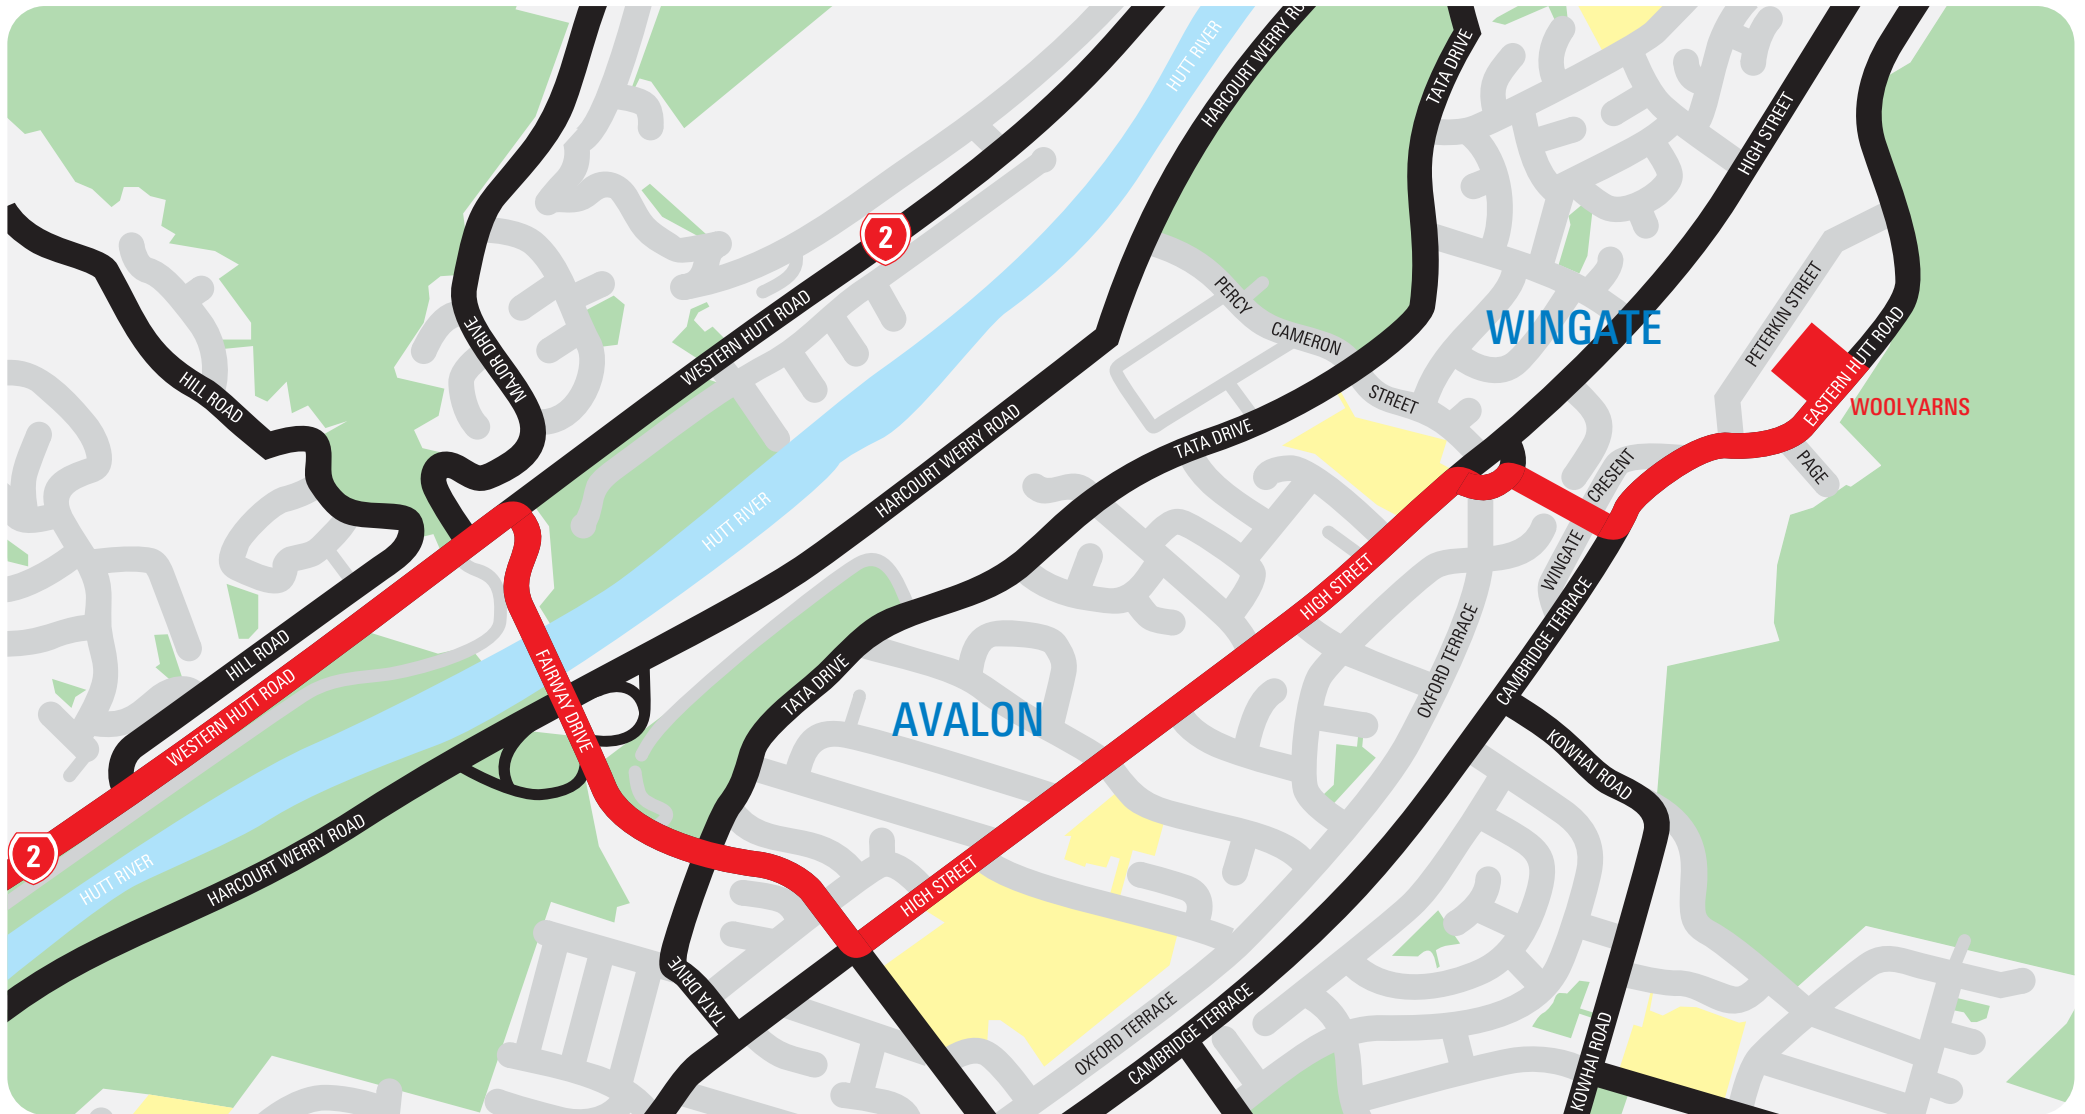 HUTT RIVER
HARCOURT WERRY
TATA DRIVE
HIGH STREET
2
PERCY
CAMERON
STREET
PETERKIN STREET
WINGATE
MAJOR DRIVE
WESTERN HUTT ROAD
HILL ROAD
EASTERN HUTT ROAD
WOOLYARNS
HARCOURT WERRY ROAD
TATA DRIVE
PAGE
WINGATE
CRESENT
HUTT RIVER
HIGH STREET
OXFORD TERRACE
CAMBRIDGE TERRACE
HILL ROAD
WESTERN HUTT ROAD
FAIRWAY DRIVE
TATA DRIVE
AVALON
KOWHAI ROAD
2
HUTT RIVER
HARCOURT WERRY ROAD
HIGH STREET
TATA DRIVE
OXFORD TERRACE
CAMBRIDGE TERRACE
KOWHAI ROAD